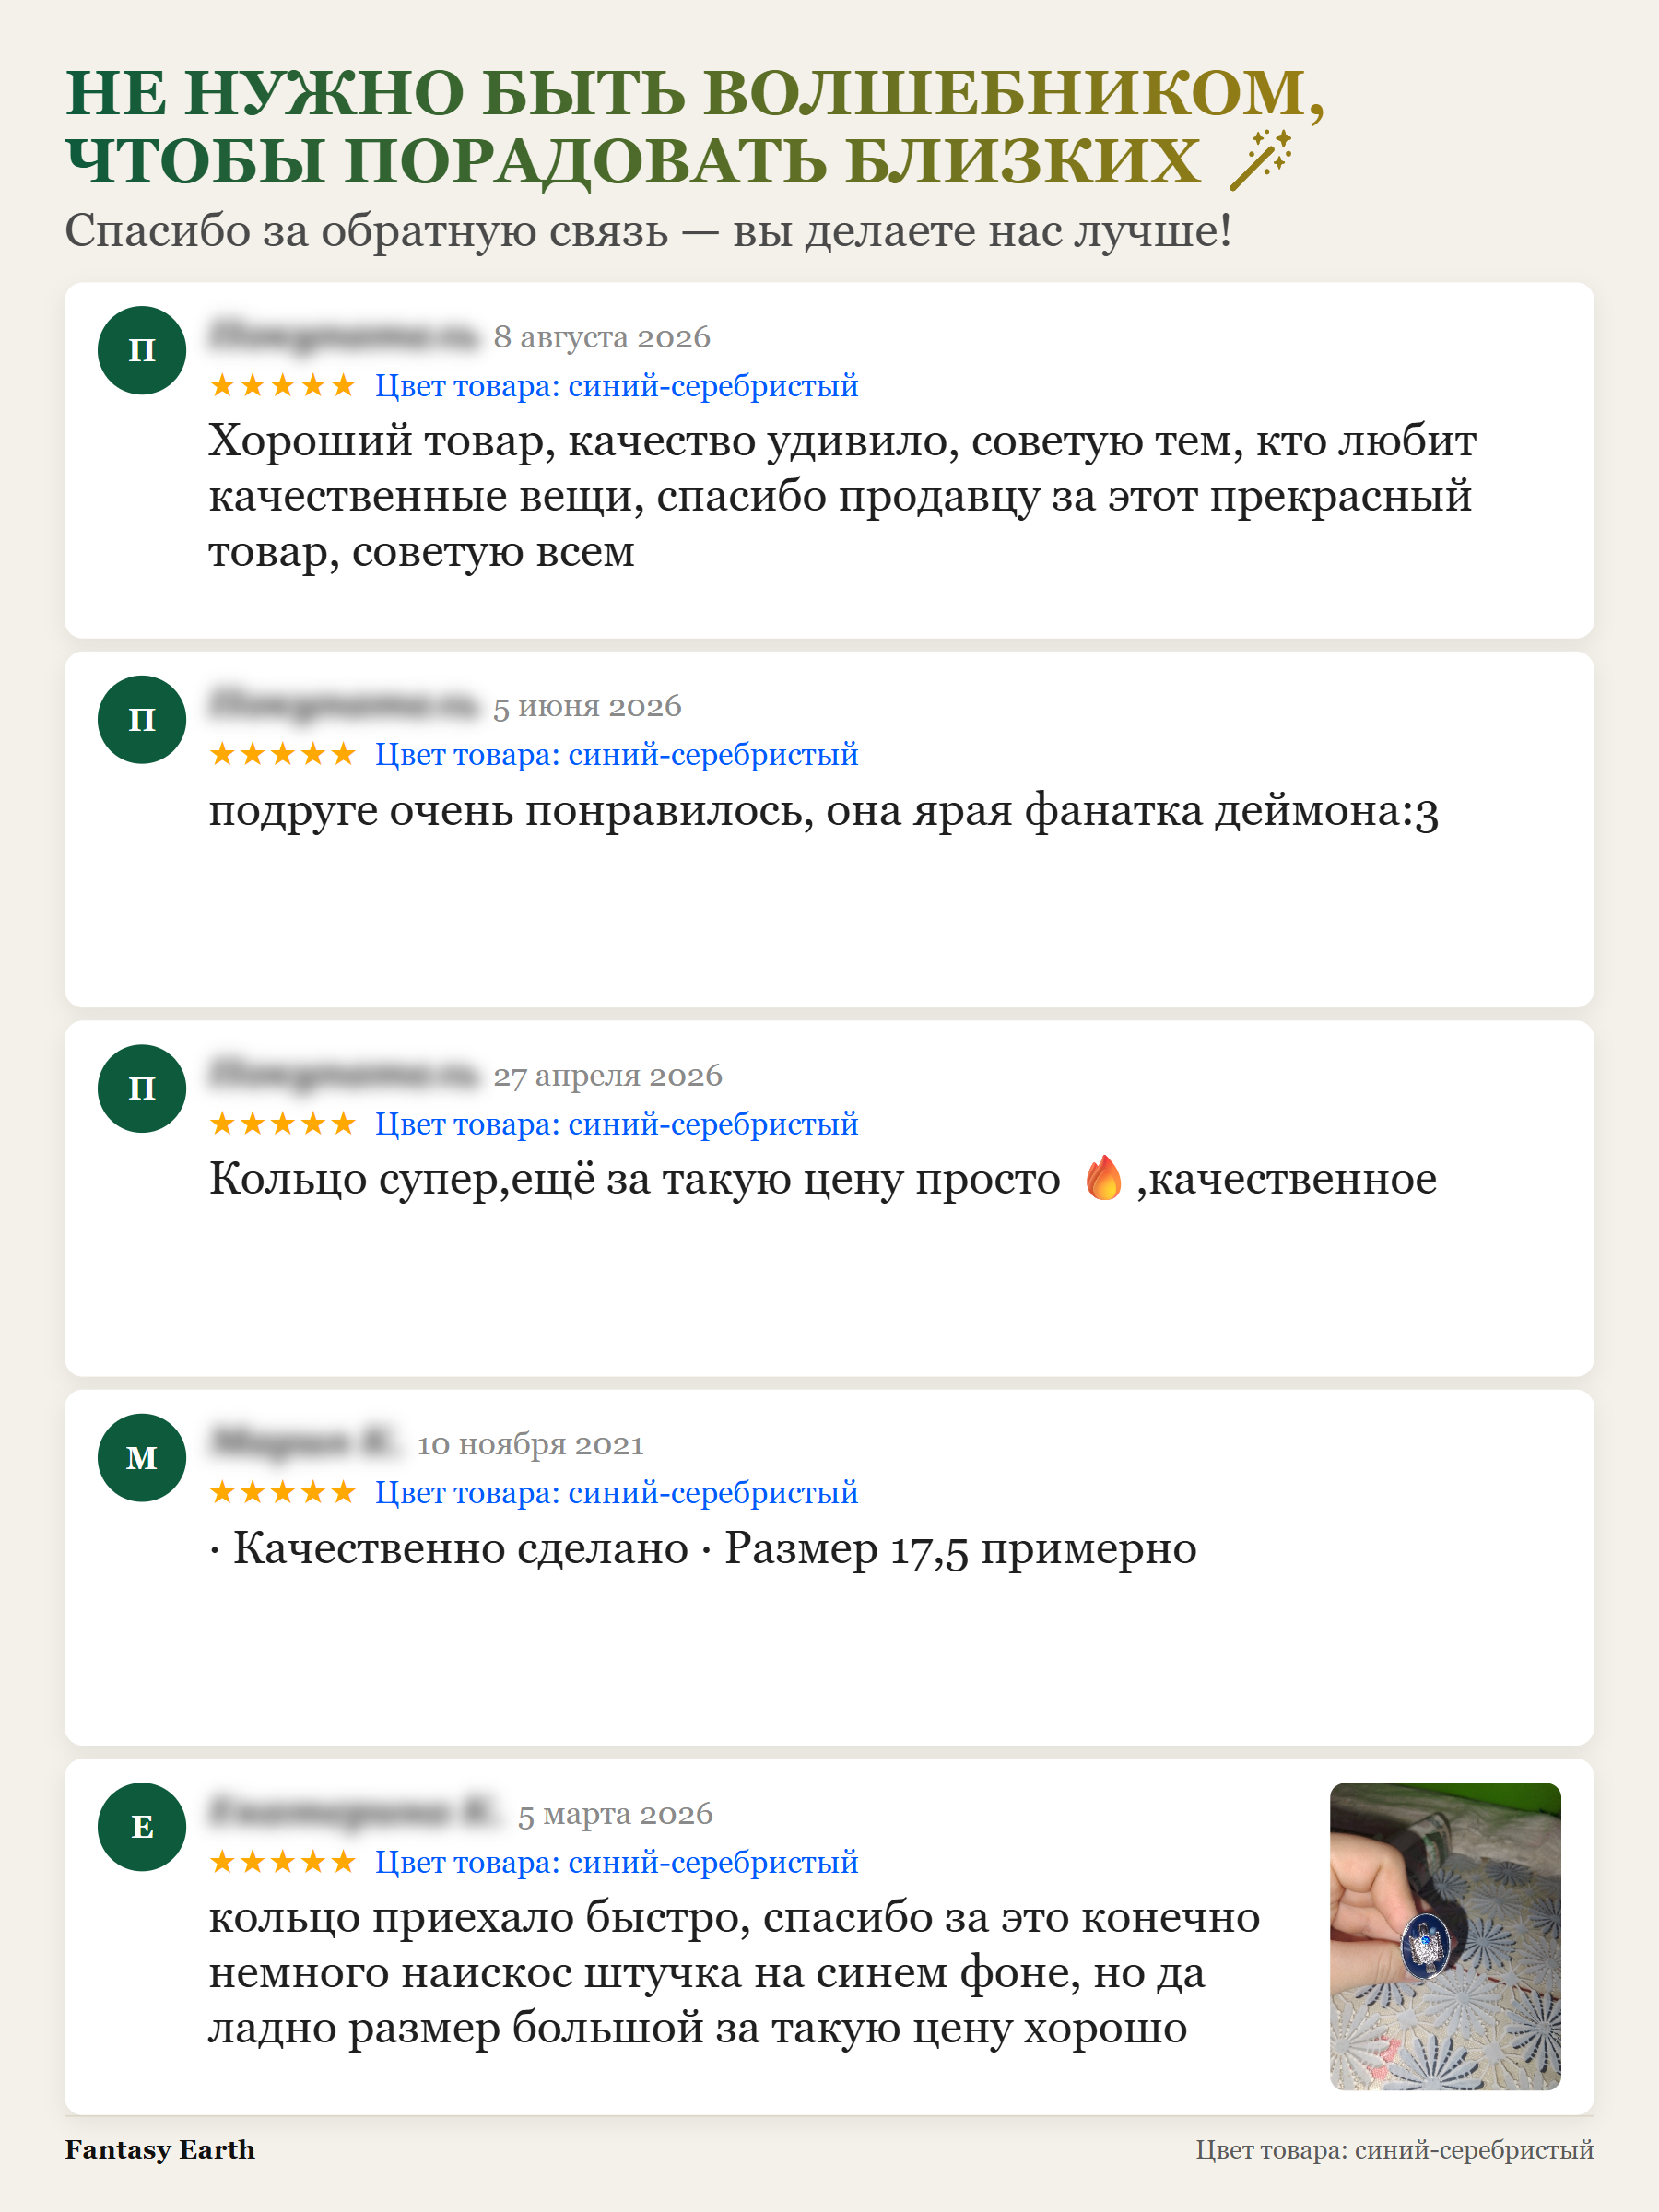 НЕ НУЖНО БЫТЬ ВОЛШЕБНИКОМ,
ЧТОБЫ ПОРАДОВАТЬ БЛИЗКИХ
Спасибо за обратную связь — вы делаете нас лучше!
П
8 августа 2026
★★★★★ Цвет товара: синий-серебристый
Хороший товар, качество удивило, советую тем, кто любит
качественные вещи, спасибо продавцу за этот прекрасный
товар, советую всем
П
5 июня 2026
★★★★★ Цвет товара: синий-серебристый
подруге очень понравилось, она ярая фанатка деймона:3
П
27 апреля 2026
★★★★★ Цвет товара: синий-серебристый
Кольцо супер,ещё за такую цену просто 🔥,качественное
М
10 ноября 2021
★★★★★ Цвет товара: синий-серебристый
· Качественно сделано · Размер 17,5 примерно
Е
5 марта 2026
★★★★★ Цвет товара: синий-серебристый
кольцо приехало быстро, спасибо за это конечно
немного наискос штучка на синем фоне, но да
ладно размер большой за такую цену хорошо
Fantasy Earth
Цвет товара: синий-серебристый